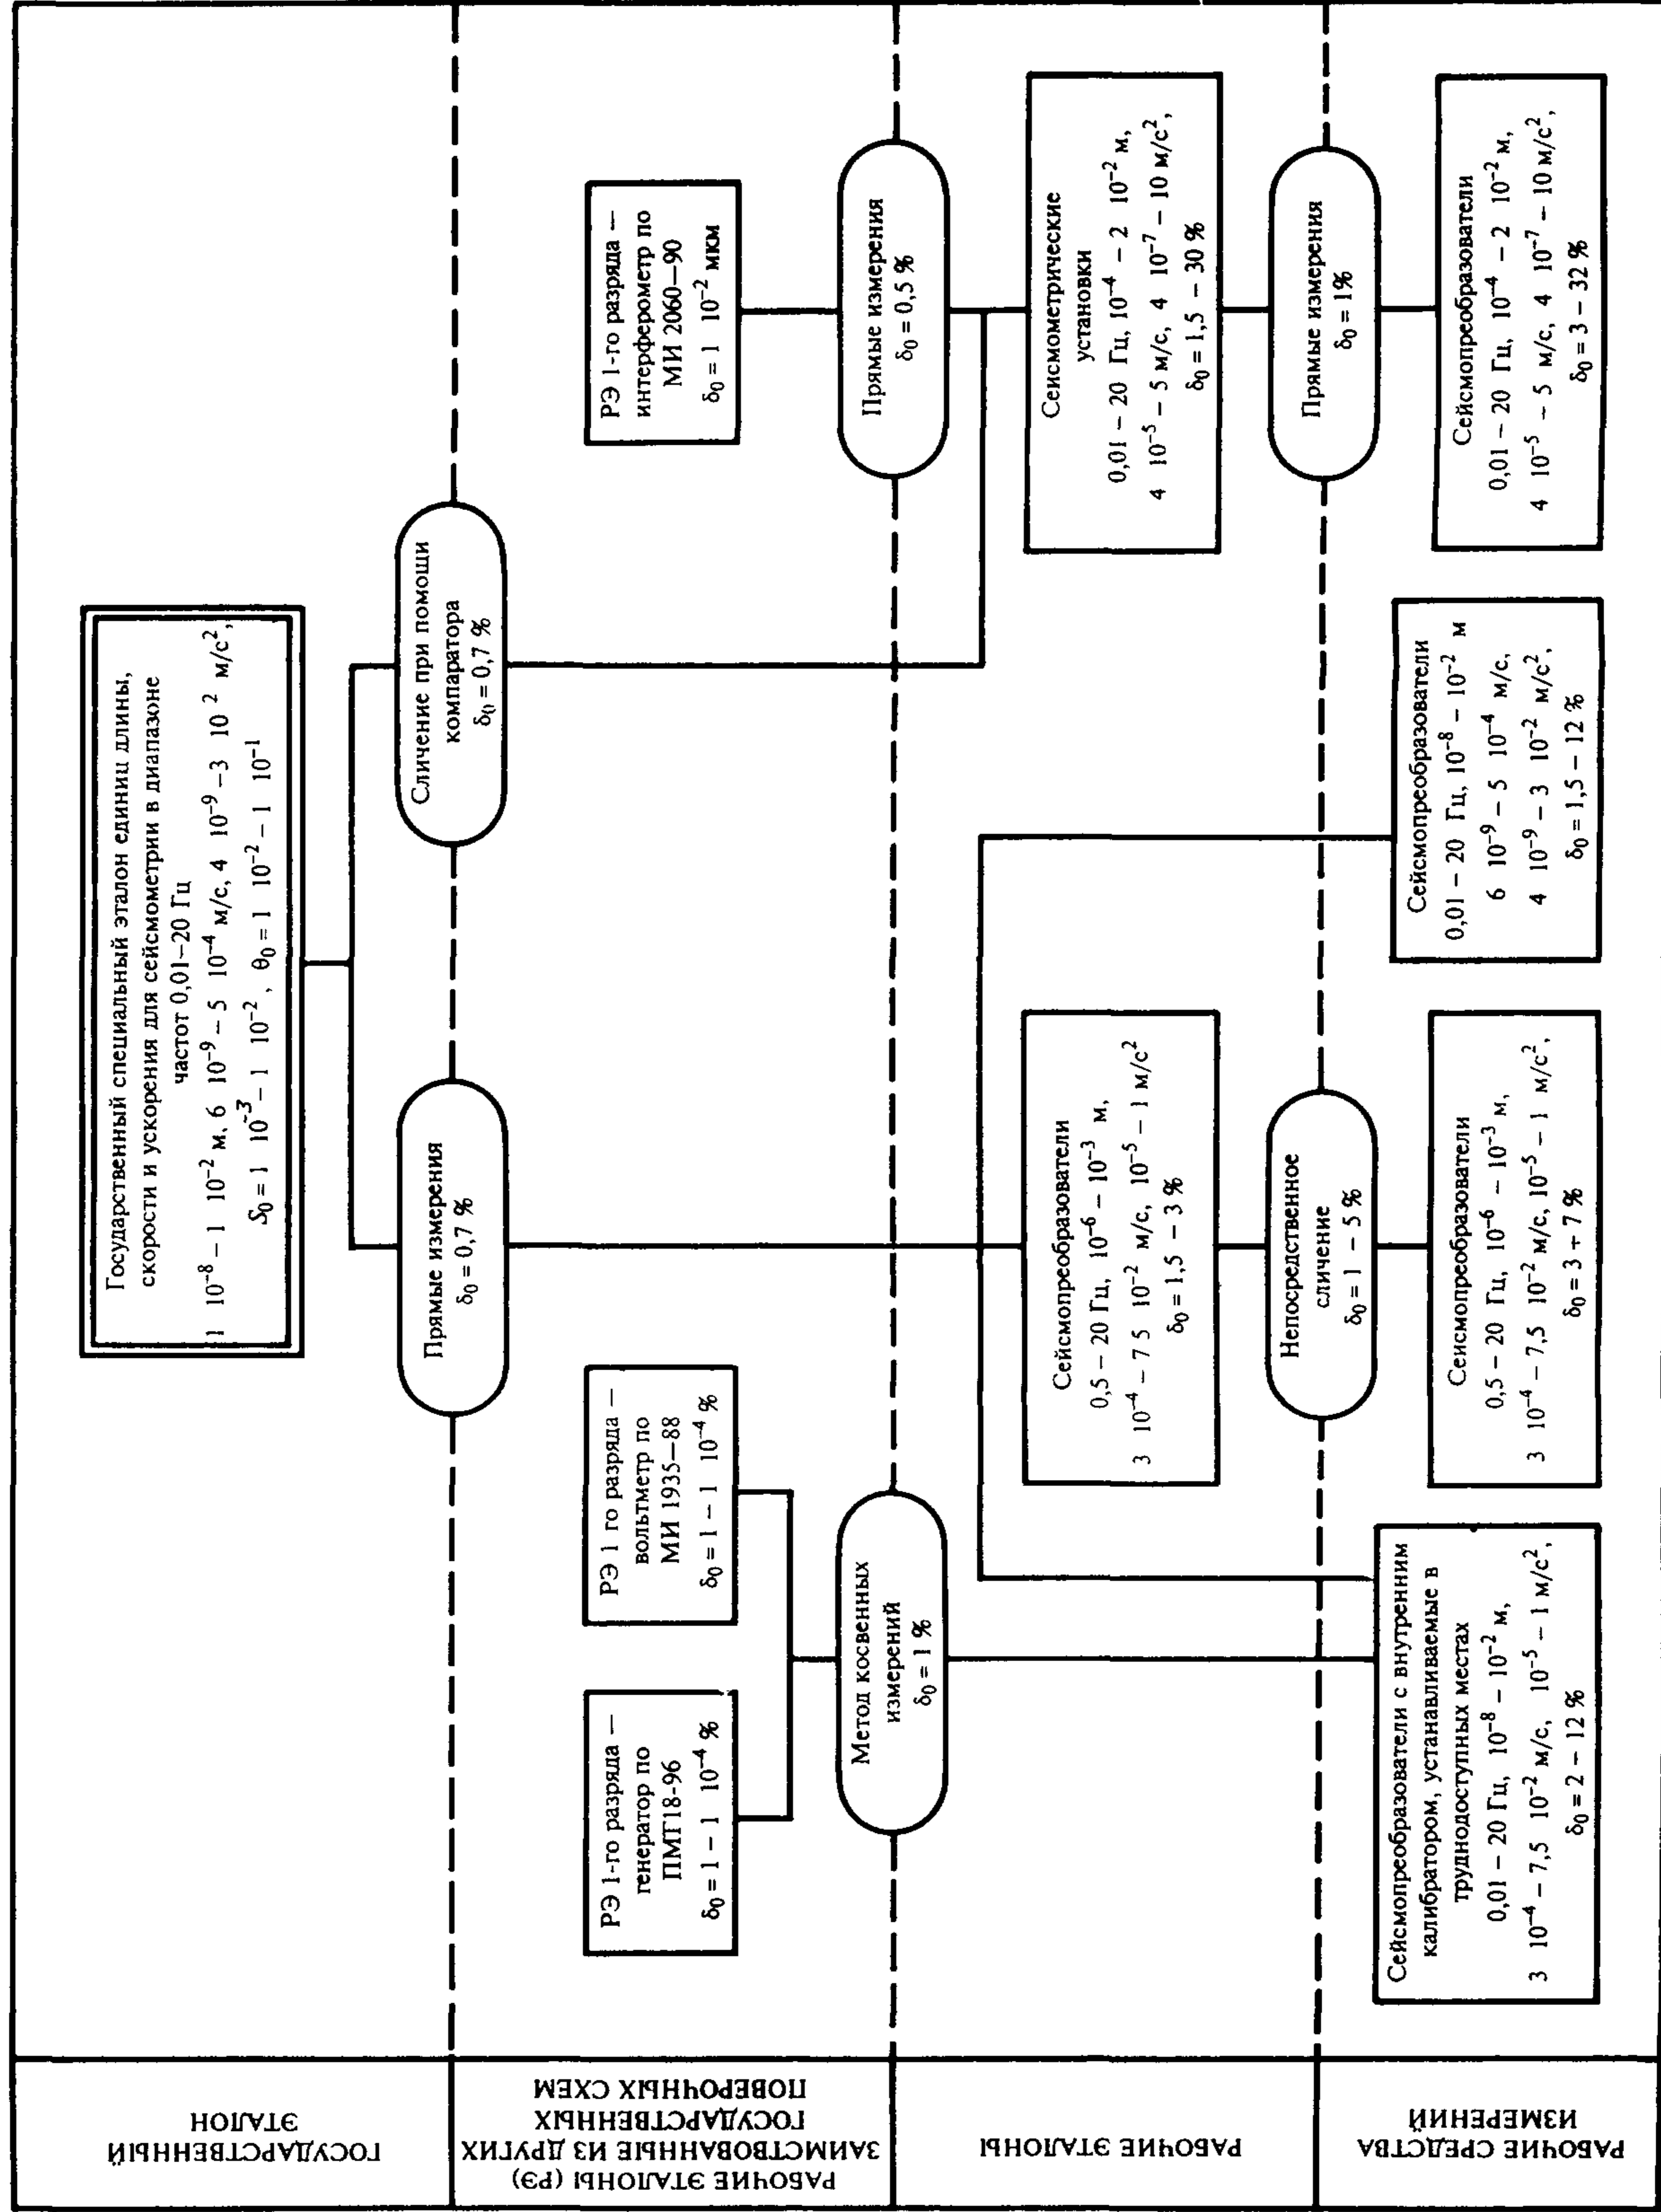 ГОСУДАРСТВЕННЫЙ
ЭТАЛОН
Государственный специальный эталон единиц длины,
скорости и ускорения для сейсмометрии в диапазоне
частот 0,01–20 Гц
1 10⁻⁸ – 1 10⁻² м, 6 10⁻⁹ – 5 10⁻⁴ м/с, 4 10⁻⁹ – 3 10² м/с²,
S₀ = 1 10⁻³ – 1 10⁻², θ₀ = 1 10⁻² – 1 10⁻¹
Прямые измерения
δ₀ = 0,7 %
Сличение при помощи
компаратора
δ₀ = 0,7 %
РАБОЧИЕ ЭТАЛОНЫ (РЭ)
ЗАИМСТВОВАННЫЕ ИЗ ДРУГИХ
ГОСУДАРСТВЕННЫХ
ПОВЕРОЧНЫХ СХЕМ
РЭ 1-го разряда —
генератор по
ПМТ18-96
δ₀ = 1 – 1 10⁻⁴ %
РЭ 1 го разряда —
вольтметр по
МИ 1935–88
δ₀ = 1 – 1 10⁻⁴ %
РЭ 1-го разряда —
интерферометр по
МИ 2060–90
δ₀ = 1 10⁻² мкм
Метод косвенных
измерений
δ₀ = 1 %
Прямые измерения
δ₀ = 0,5 %
РАБОЧИЕ ЭТАЛОНЫ
Сейсмопреобразователи
0,5 – 20 Гц, 10⁻⁶ – 10⁻³ м,
3 10⁻⁴ – 7 5 10⁻² м/с, 10⁻⁵ – 1 м/с²
δ₀ = 1,5 – 3 %
Сеисмометрические
установки
0,01 – 20 Гц, 10⁻⁴ – 2 10⁻² м,
4 10⁻⁵ – 5 м/с, 4 10⁻⁷ – 10 м/с²,
δ₀ = 1,5 – 30 %
Непосредственное
сличение
δ₀ = 1 – 5 %
Прямые измерения
δ₀ = 1%
РАБОЧИЕ СРЕДСТВА
ИЗМЕРЕНИЙ
Сейсмопреобразователи с внутренним
калибратором, устанавливаемые в
труднодоступных местах
0,01 – 20 Гц, 10⁻⁸ – 10⁻² м,
3 10⁻⁴ – 7,5 10⁻² м/с, 10⁻⁵ – 1 м/с²,
δ₀ = 2 – 12 %
Сеисмопреобразователи
0,5 – 20 Гц, 10⁻⁶ – 10⁻³ м,
3 10⁻⁴ – 7,5 10⁻² м/с, 10⁻⁵ – 1 м/с²,
δ₀ = 3 ÷ 7 %
Сейсмопреобразователи
0,01 – 20 Гц, 10⁻⁸ – 10⁻² м
6 10⁻⁹ – 5 10⁻⁴ м/с,
4 10⁻⁹ – 3 10⁻² м/с²,
δ₀ = 1,5 – 12 %
Сейсмопреобразователи
0,01 – 20 Гц, 10⁻⁴ – 2 10⁻² м,
4 10⁻⁵ – 5 м/с, 4 10⁻⁷ – 10 м/с²,
δ₀ = 3 – 32 %